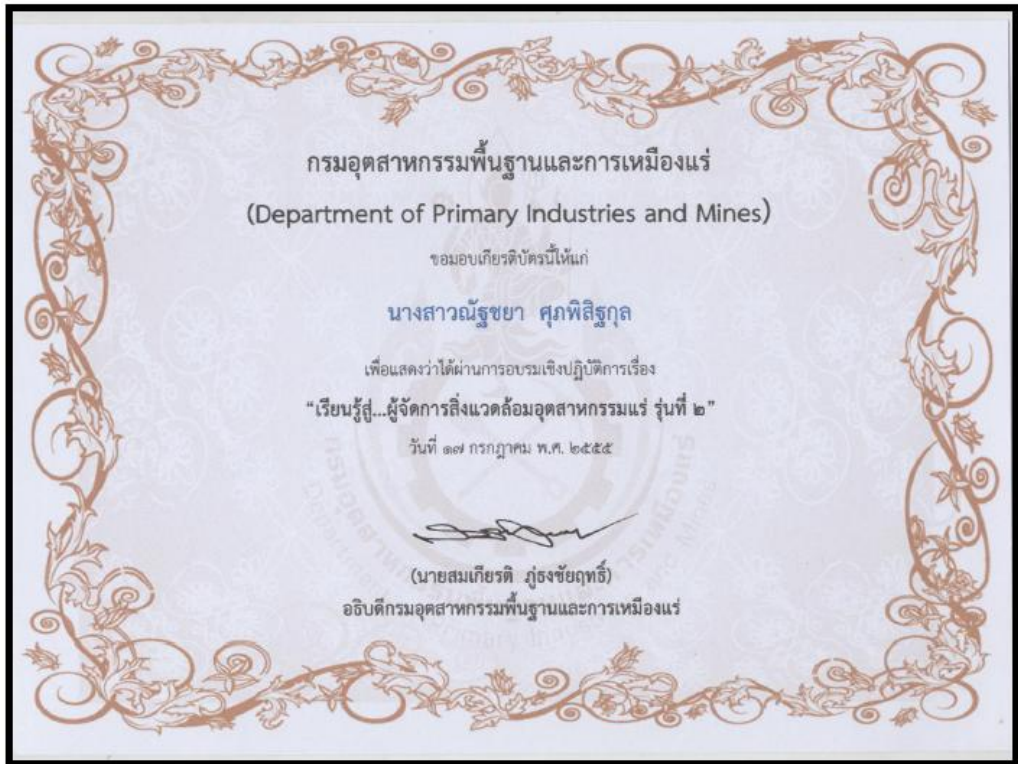 กรมอุตสาหกรรมพื้นฐานและการเหมืองแร่
(Department of Primary Industries and Mines)
ขอมอบเกียรติบัตรนี้ให้แก่
นางสาวณัฐชยา ศุภพิสิฐกุล
เพื่อแสดงว่าได้ผ่านการอบรมเชิงปฏิบัติการเรื่อง
“เรียนรู้สู่...ผู้จัดการสิ่งแวดล้อมอุตสาหกรรมแร่ รุ่นที่ ๒”
วันที่ ๑๗ กรกฎาคม พ.ศ. ๒๕๕๕
(นายสมเกียรติ ภู่ธงชัยฤทธิ์)
อธิบดีกรมอุตสาหกรรมพื้นฐานและการเหมืองแร่